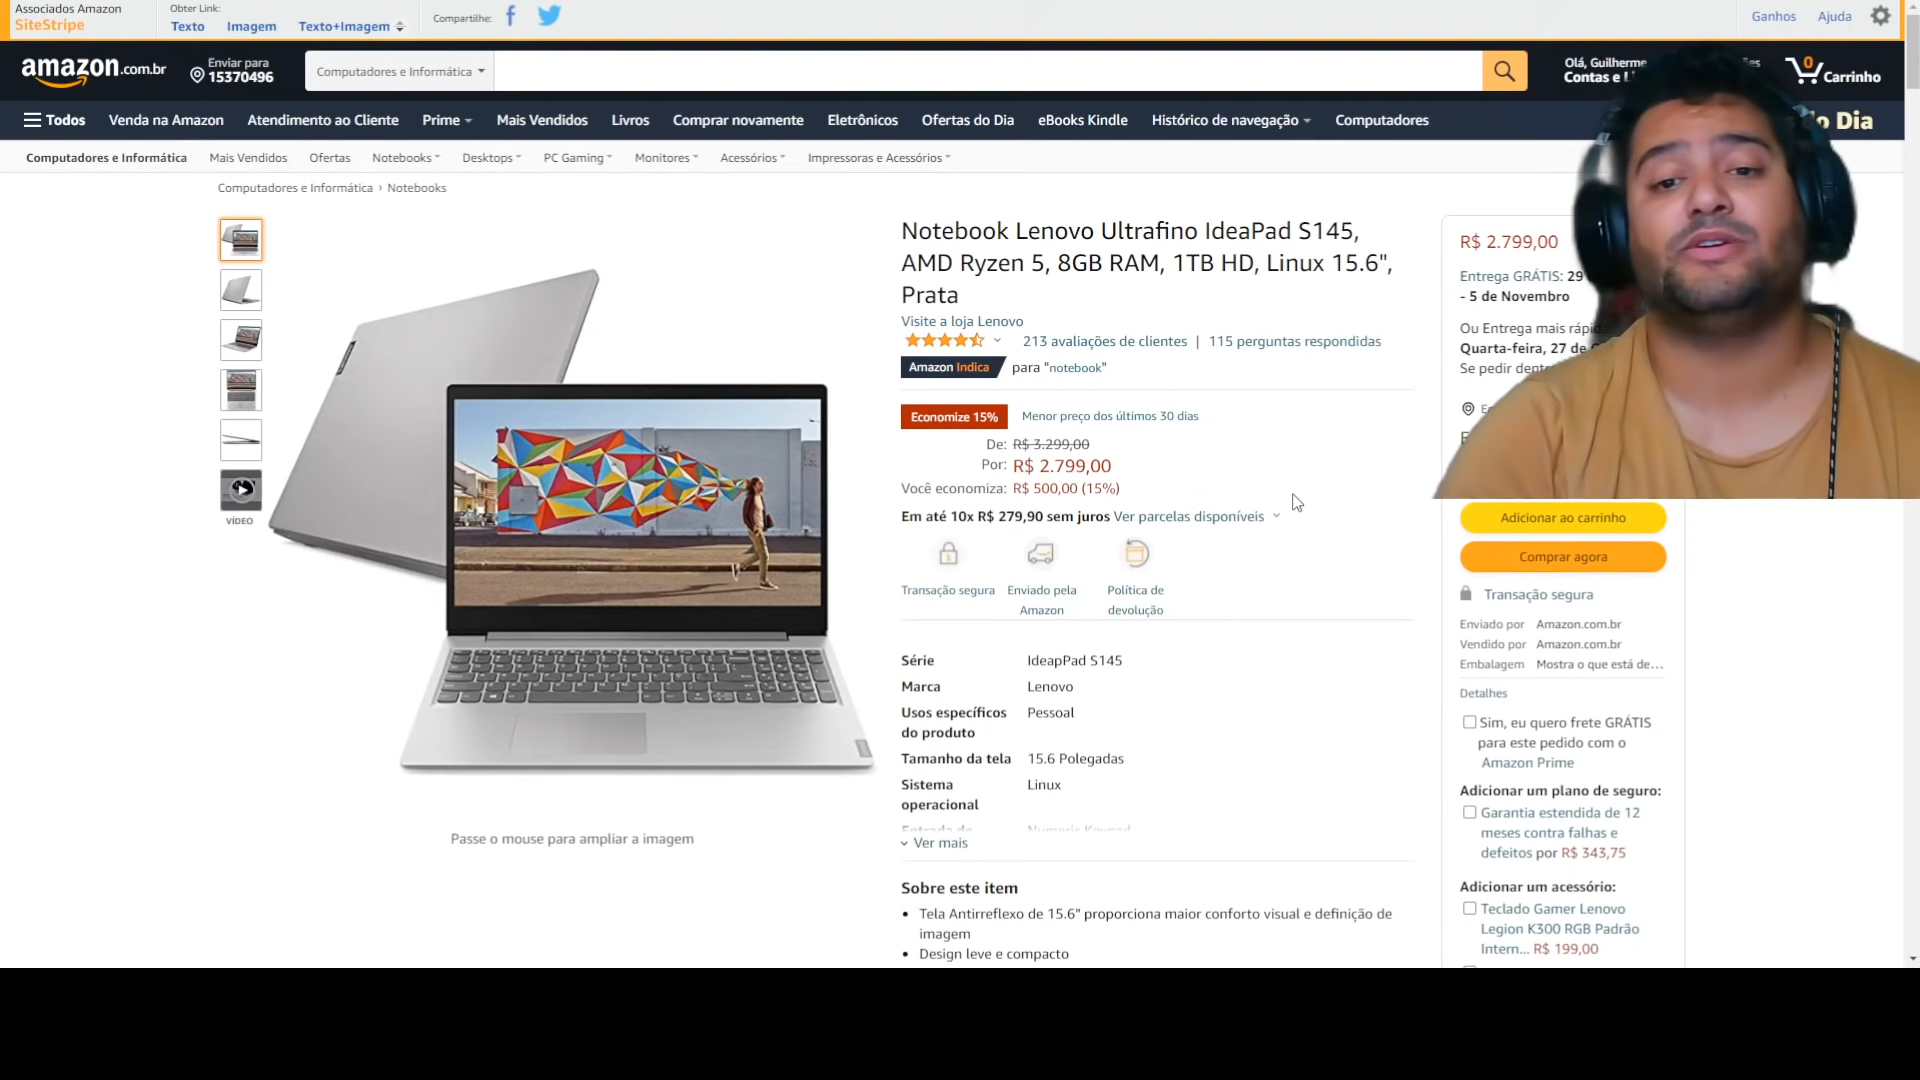 Associados Amazon
SiteStripe
Obter Link:
Texto Imagem Texto+Imagem
Compartilhe:
Ganhos Ajuda
amazon.com.br
Enviar para
15370496
Computadores e Informática
Olá, Guilherme
Contas e
0
Carrinho
Todos Venda na Amazon Atendimento ao Cliente Prime Mais Vendidos Livros Comprar novamente Eletrônicos Ofertas do Dia eBooks Kindle Histórico de navegação Computadores
Dia
Computadores e Informática Mais Vendidos Ofertas Notebooks Desktops PC Gaming Monitores Acessórios Impressoras e Acessórios
Computadores e Informática › Notebooks
VÍDEO
Passe o mouse para ampliar a imagem
Notebook Lenovo Ultrafino IdeaPad S145,
AMD Ryzen 5, 8GB RAM, 1TB HD, Linux 15.6",
Prata
Visite a loja Lenovo
213 avaliações de clientes | 115 perguntas respondidas
Amazon Indica para "notebook"
Economize 15% Menor preço dos últimos 30 dias
De: R$ 3.299,00
Por: R$ 2.799,00
Você economiza: R$ 500,00 (15%)
Em até 10x R$ 279,90 sem juros Ver parcelas disponíveis
Transação segura
Enviado pela
Amazon
Política de
devolução
Série IdeapPad S145
Marca Lenovo
Usos específicos
do produto
Pessoal
Tamanho da tela 15.6 Polegadas
Sistema
operacional
Linux
Entrada de Numeric Keypad
Ver mais
Sobre este item
• Tela Antirreflexo de 15.6" proporciona maior conforto visual e definição de
imagem
• Design leve e compacto
R$ 2.799,00
Entrega GRÁTIS: 29
- 5 de Novembro
Ou Entrega mais rápida
Quarta-feira, 27 de
Se pedir dentro
Adicionar ao carrinho
Comprar agora
Transação segura
Enviado por Amazon.com.br
Vendido por Amazon.com.br
Embalagem Mostra o que está de...
Detalhes
Sim, eu quero frete GRÁTIS
para este pedido com o
Amazon Prime
Adicionar um plano de seguro:
Garantia estendida de 12
meses contra falhas e
defeitos por R$ 343,75
Adicionar um acessório:
Teclado Gamer Lenovo
Legion K300 RGB Padrão
Intern... R$ 199,00